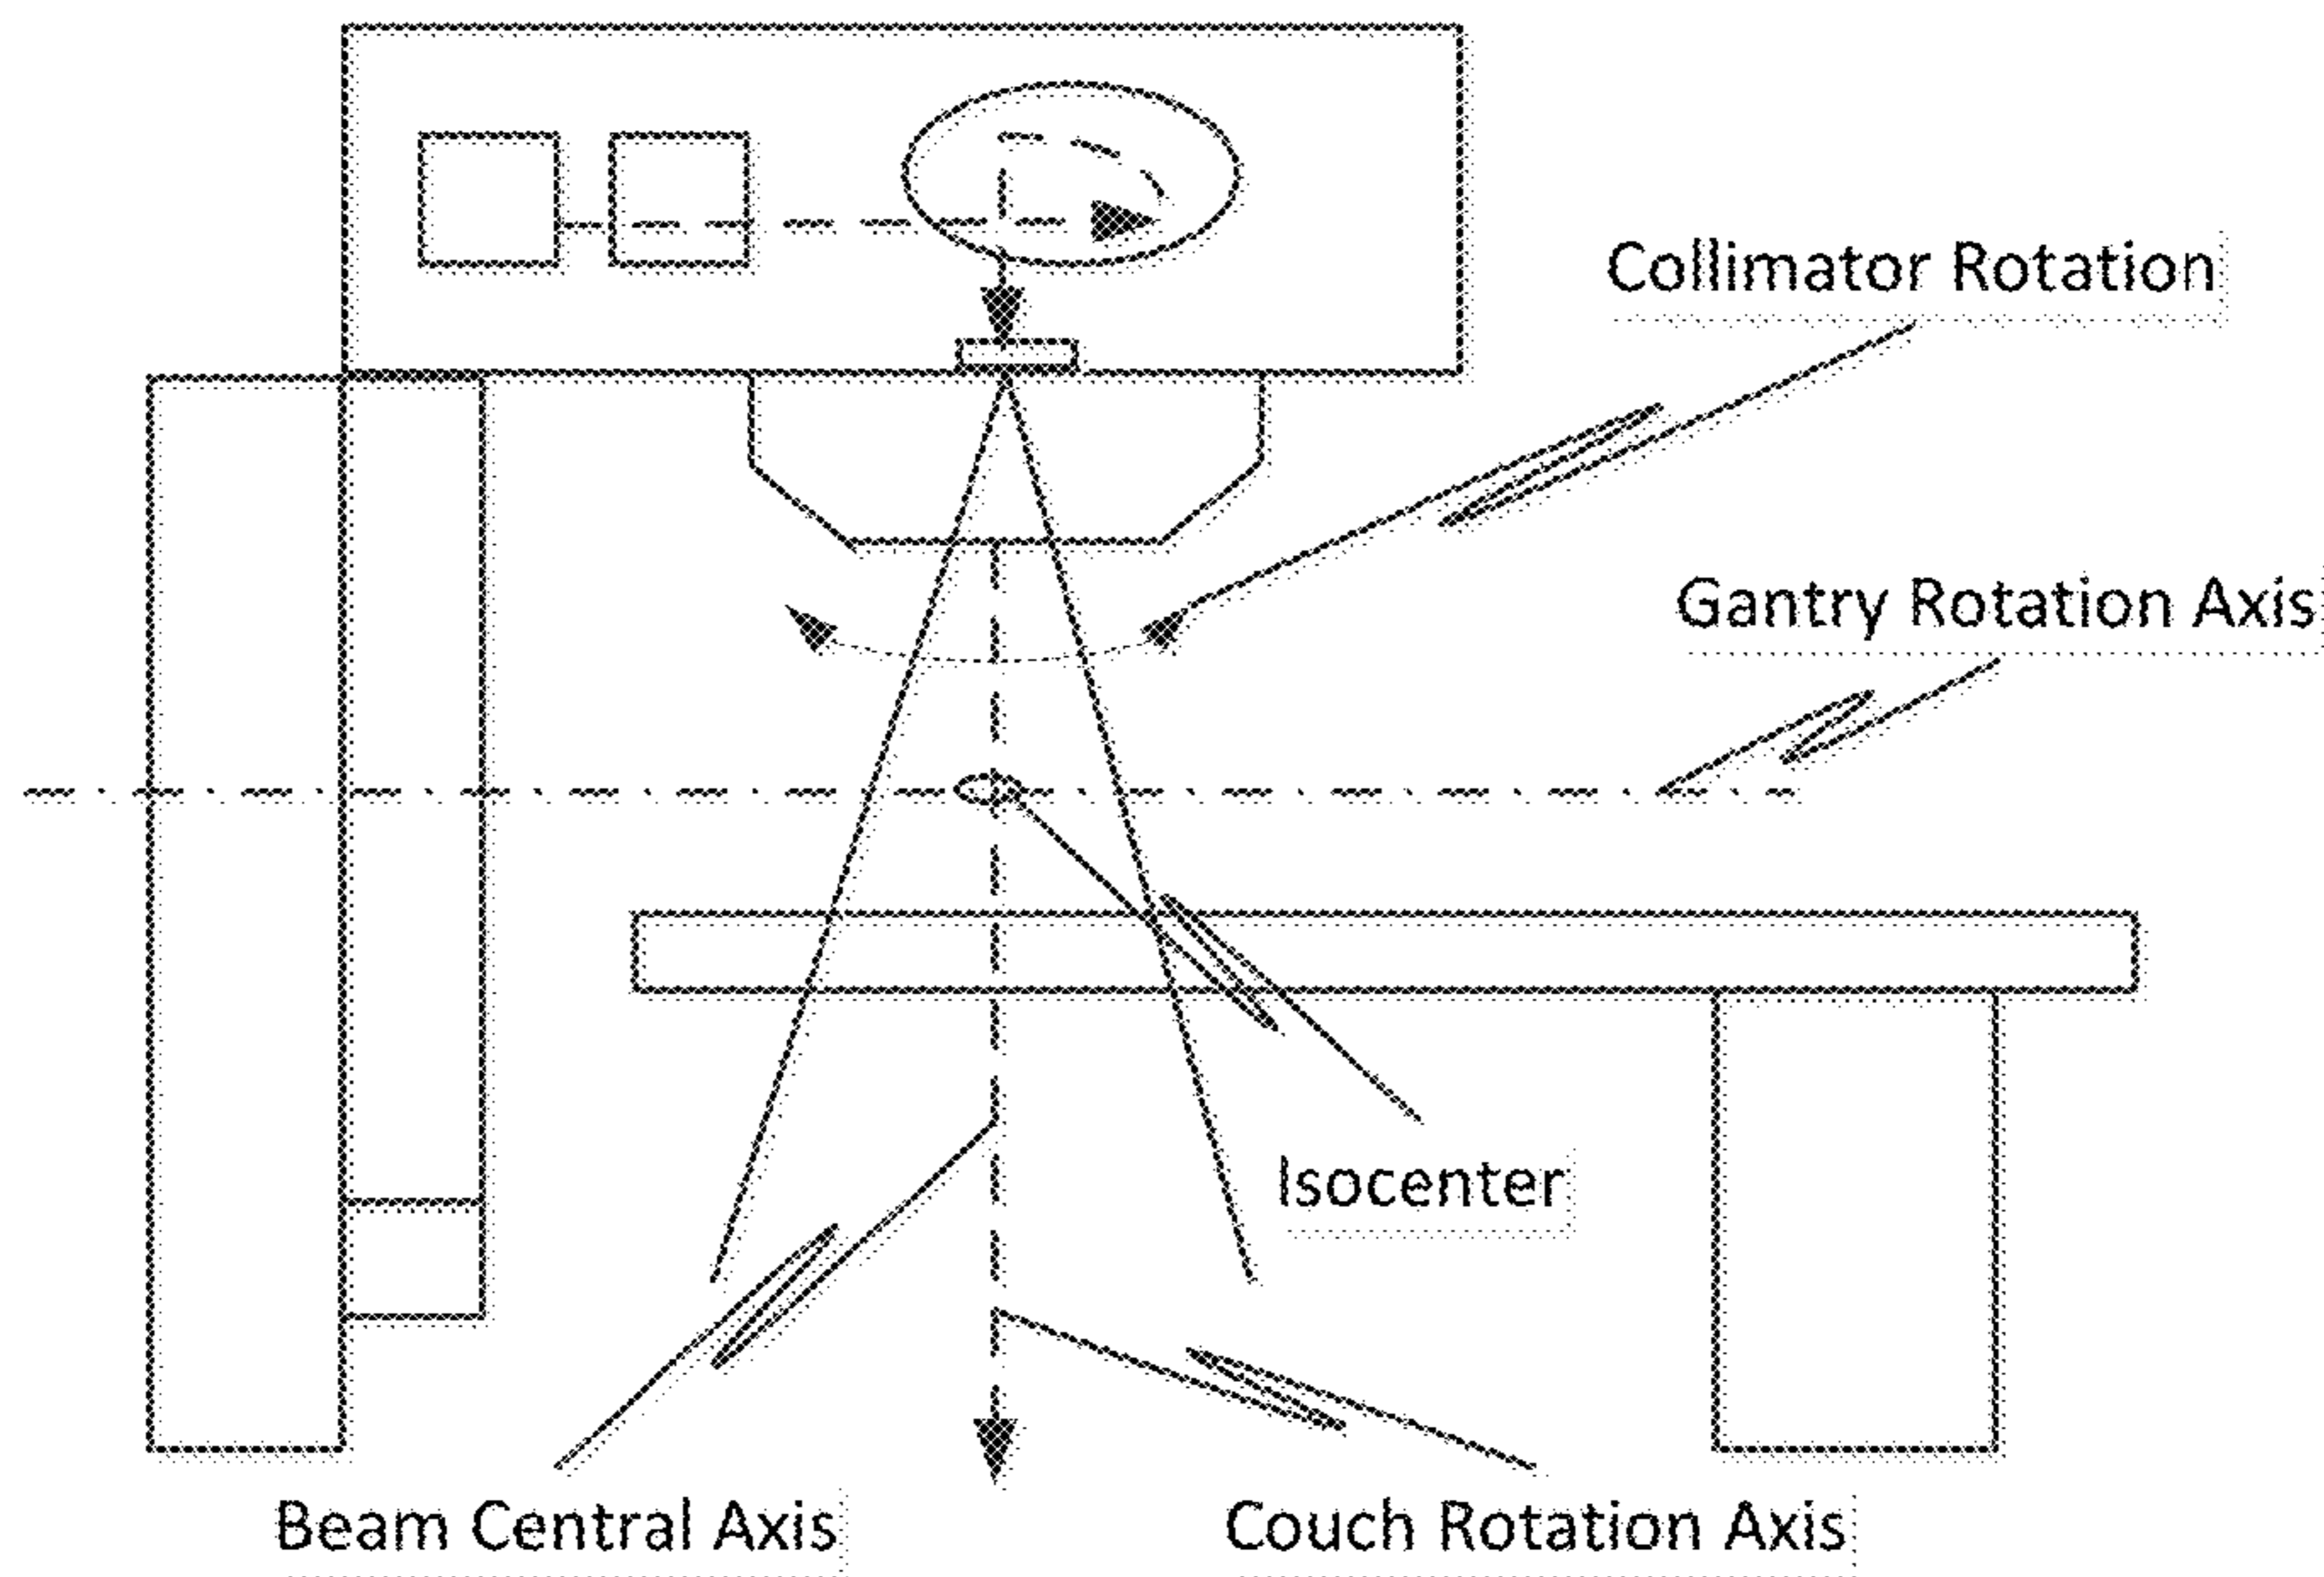 Collimator Rotation
Gantry Rotation Axis
Isocenter
Beam Central Axis
Couch Rotation Axis